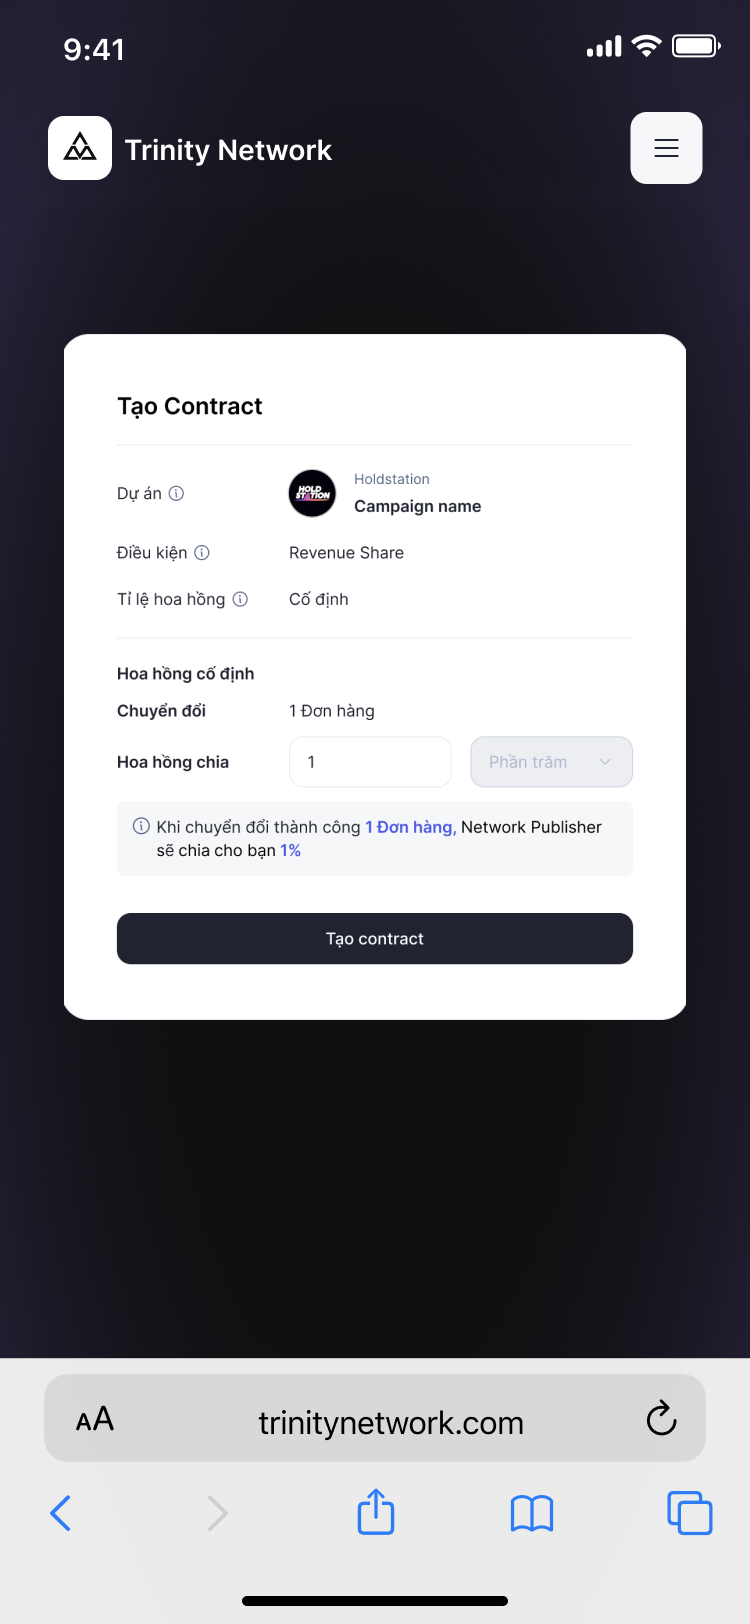 9:41
Trinity Network
Tạo Contract
Dự án
HOLD STATION
Holdstation
Campaign name
Điều kiện
Revenue Share
Tỉ lệ hoa hồng
Cố định
Hoa hồng cố định
Chuyển đổi
1 Đơn hàng
Hoa hồng chia
1
Phần trăm
Khi chuyển đổi thành công 1 Đơn hàng, Network Publisher
sẽ chia cho bạn 1%
Tạo contract
AA
trinitynetwork.com